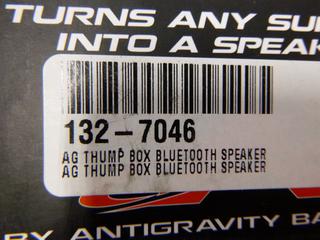 TURNS ANY SU
INTO A SPEAK
132-7046
AG THUMP BOX BLUETOOTH SPEAKER
AG THUMP BOX BLUETOOTH SPEAKER
BY ANTIGRAVITY BA